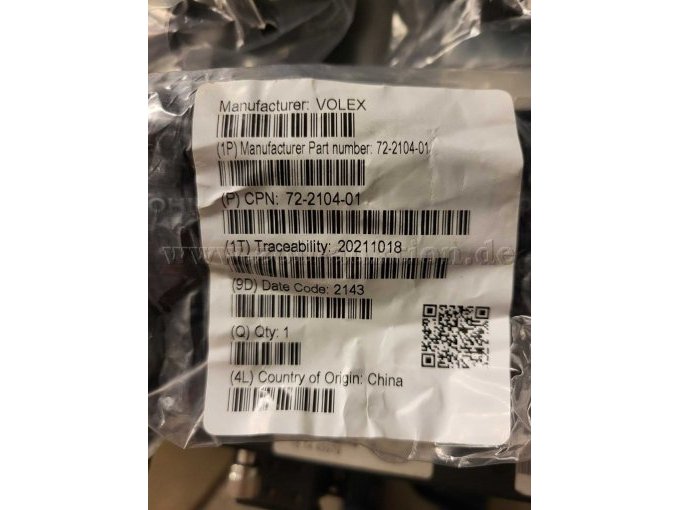 Manufacturer: VOLEX
(1P) Manufacturer Part number: 72-2104-01
(P) CPN: 72-2104-01
(1T) Traceability: 20211018
(9D) Date Code: 2143
(Q) Qty: 1
(4L) Country of Origin: China